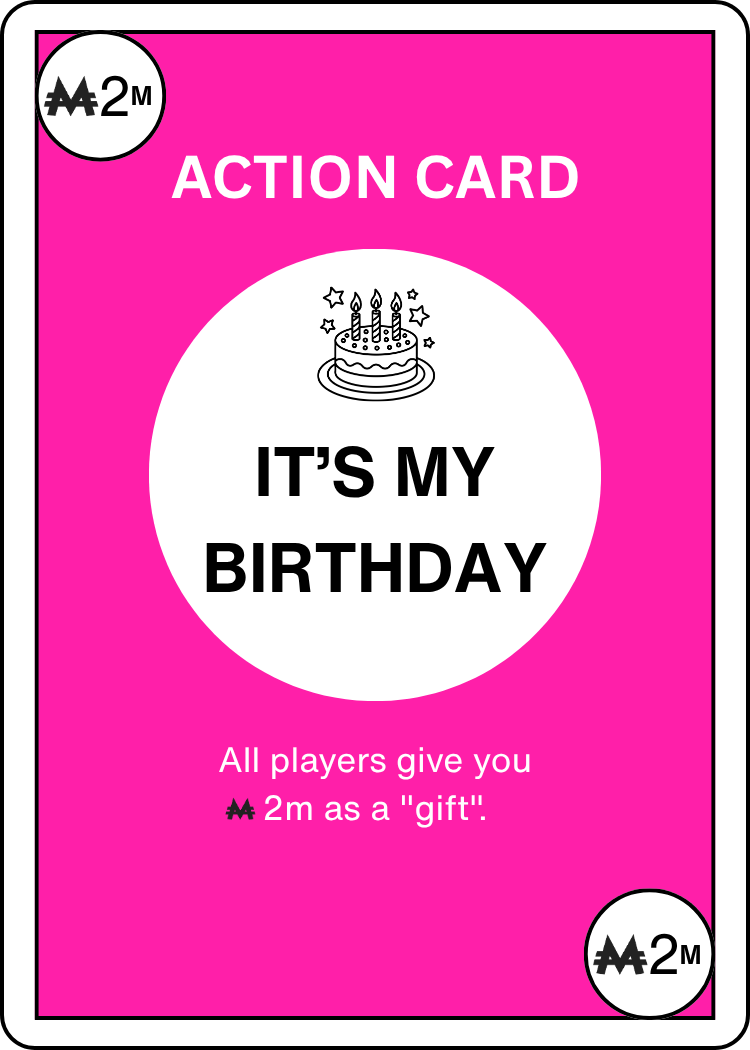 ₩2M
ACTION CARD
IT’S MY
BIRTHDAY
All players give you
₩ 2m as a "gift".
₩2M